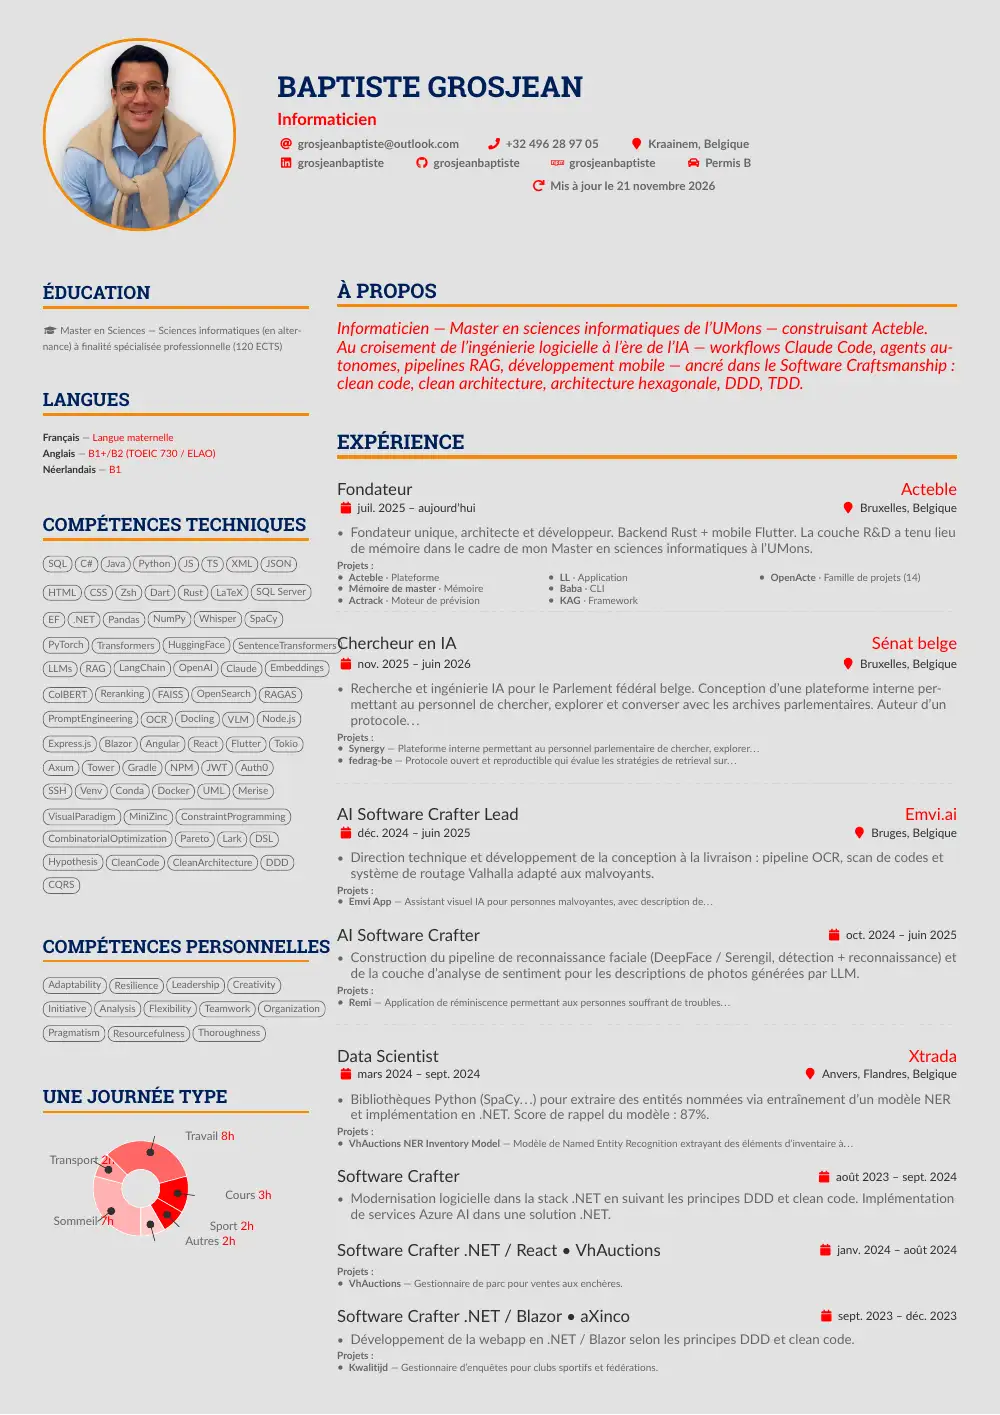 BAPTISTE GROSJEAN
Informaticien
grosjeanbaptiste@outlook.com +32 496 28 97 05 Kraainem, Belgique
grosjeanbaptiste grosjeanbaptiste grosjeanbaptiste Permis B
Mis à jour le 21 novembre 2026
ÉDUCATION
Master en Sciences — Sciences informatiques (en alter-
nance) à finalité spécialisée professionnelle (120 ECTS)
LANGUES
Français — Langue maternelle
Anglais — B1+/B2 (TOEIC 730 / ELAO)
Néerlandais — B1
COMPÉTENCES TECHNIQUES
SQL C# Java Python JS TS XML JSON
HTML CSS Zsh Dart Rust LaTeX SQL Server
EF .NET Pandas NumPy Whisper SpaCy
PyTorch Transformers HuggingFace SentenceTransformers
LLMs RAG LangChain OpenAI Claude Embeddings
ColBERT Reranking FAISS OpenSearch RAGAS
PromptEngineering OCR Docling VLM Node.js
Express.js Blazor Angular React Flutter Tokio
Axum Tower Gradle NPM JWT Auth0
SSH Venv Conda Docker UML Merise
VisualParadigm MiniZinc ConstraintProgramming
CombinatorialOptimization Pareto Lark DSL
Hypothesis CleanCode CleanArchitecture DDD
CQRS
COMPÉTENCES PERSONNELLES
Adaptability Resilience Leadership Creativity
Initiative Analysis Flexibility Teamwork Organization
Pragmatism Resourcefulness Thoroughness
UNE JOURNÉE TYPE
Travail 8h
Transport 2h
Cours 3h
Sommeil 7h
Sport 2h
Autres 2h
À PROPOS
Informaticien — Master en sciences informatiques de l'UMons — construisant Acteble.
Au croisement de l'ingénierie logicielle à l'ère de l'IA — workflows Claude Code, agents au-
tonomes, pipelines RAG, développement mobile — ancré dans le Software Craftsmanship :
clean code, clean architecture, architecture hexagonale, DDD, TDD.
EXPÉRIENCE
Fondateur Acteble
juil. 2025 – aujourd'hui Bruxelles, Belgique
• Fondateur unique, architecte et développeur. Backend Rust + mobile Flutter. La couche R&D a tenu lieu
de mémoire dans le cadre de mon Master en sciences informatiques à l'UMons.
Projets :
• Acteble · Plateforme • LL · Application • OpenActe · Famille de projets (14)
• Mémoire de master · Mémoire • Baba · CLI
• Actrack · Moteur de prévision • KAG · Framework
Chercheur en IA Sénat belge
nov. 2025 – juin 2026 Bruxelles, Belgique
• Recherche et ingénierie IA pour le Parlement fédéral belge. Conception d'une plateforme interne per-
mettant au personnel de chercher, explorer et converser avec les archives parlementaires. Auteur d'un
protocole…
Projets :
• Synergy — Plateforme interne permettant au personnel parlementaire de chercher, explorer…
• fedrag-be — Protocole ouvert et reproductible qui évalue les stratégies de retrieval sur…
AI Software Crafter Lead Emvi.ai
déc. 2024 – juin 2025 Bruges, Belgique
• Direction technique et développement de la conception à la livraison : pipeline OCR, scan de codes et
système de routage Valhalla adapté aux malvoyants.
Projets :
• Emvi App — Assistant visuel IA pour personnes malvoyantes, avec description de…
AI Software Crafter oct. 2024 – juin 2025
• Construction du pipeline de reconnaissance faciale (DeepFace / Serengil, détection + reconnaissance) et
de la couche d'analyse de sentiment pour les descriptions de photos générées par LLM.
Projets :
• Remi — Application de réminiscence permettant aux personnes souffrant de troubles…
Data Scientist Xtrada
mars 2024 – sept. 2024 Anvers, Flandres, Belgique
• Bibliothèques Python (SpaCy…) pour extraire des entités nommées via entraînement d'un modèle NER
et implémentation en .NET. Score de rappel du modèle : 87%.
Projets :
• VhAuctions NER Inventory Model — Modèle de Named Entity Recognition extrayant des éléments d'inventaire à…
Software Crafter août 2023 – sept. 2024
• Modernisation logicielle dans la stack .NET en suivant les principes DDD et clean code. Implémentation
de services Azure AI dans une solution .NET.
Software Crafter .NET / React • VhAuctions janv. 2024 – août 2024
Projets :
• VhAuctions — Gestionnaire de parc pour ventes aux enchères.
Software Crafter .NET / Blazor • aXinco sept. 2023 – déc. 2023
• Développement de la webapp en .NET / Blazor selon les principes DDD et clean code.
Projets :
• Kwalitijd — Gestionnaire d'enquêtes pour clubs sportifs et fédérations.